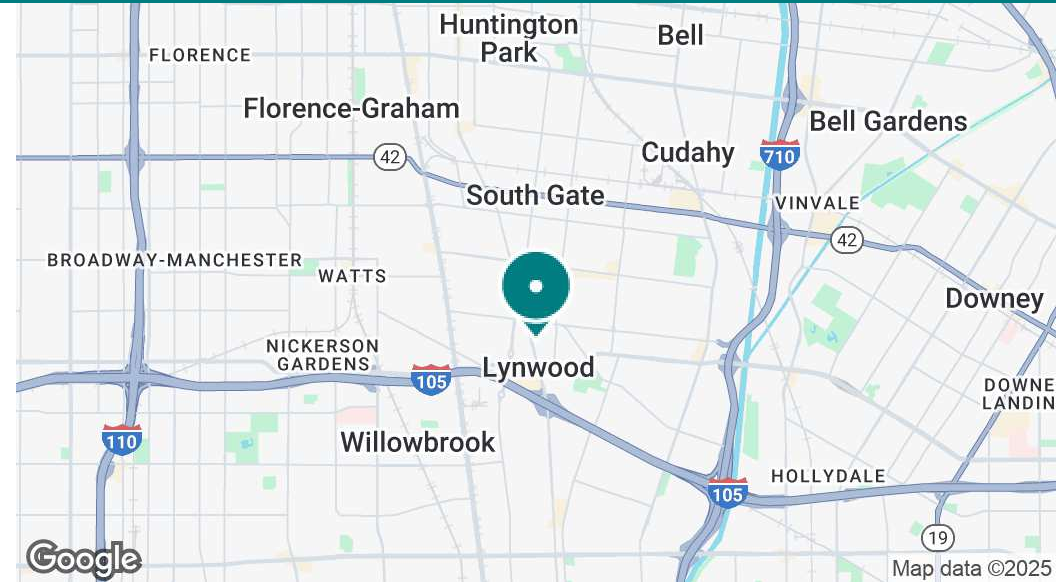 Huntington
Park
Bell
FLORENCE
Florence-Graham
Bell Gardens
42
Cudahy
710
South Gate
VINVALE
42
BROADWAY-MANCHESTER
WATTS
Downey
NICKERSON
GARDENS
Lynwood
105
DOWNE
LANDIN
110
Willowbrook
HOLLYDALE
105
19
Google
Map data ©2025